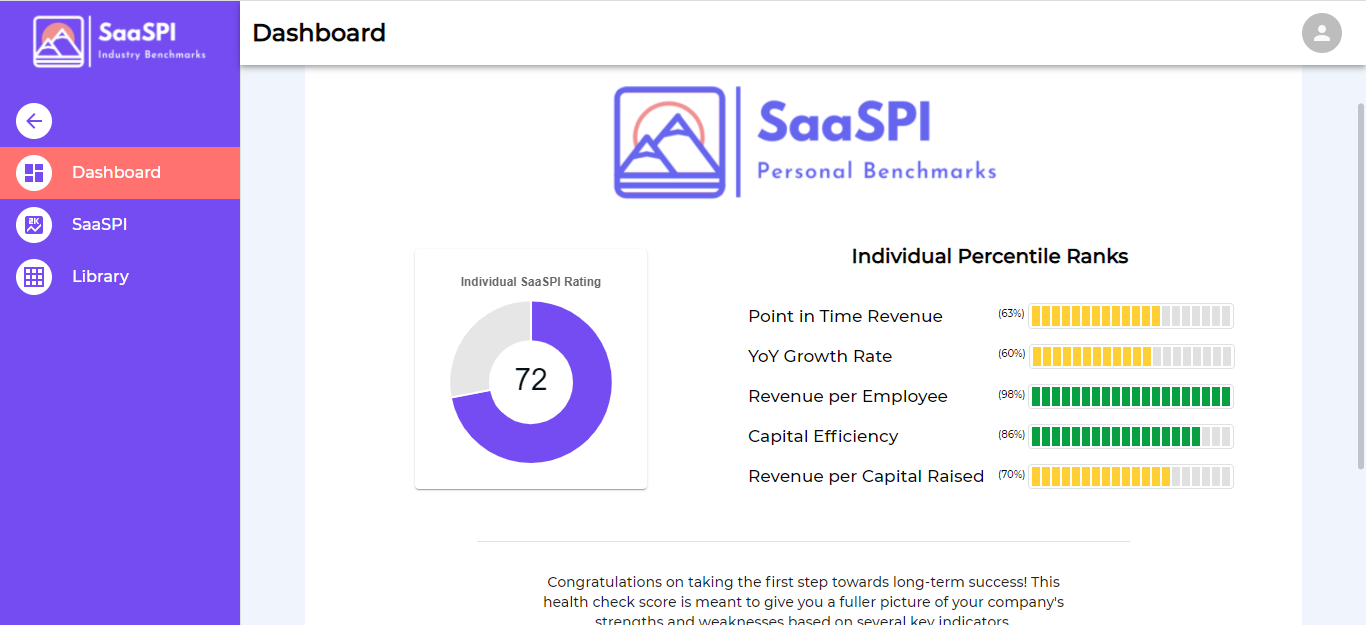 SaaSPI
Industry Benchmarks
Dashboard
Dashboard
SaaSPI
Library
SaaSPI
Personal Benchmarks
Individual SaaSPI Rating
72
Individual Percentile Ranks
Point in Time Revenue (63%)
YoY Growth Rate (60%)
Revenue per Employee (98%)
Capital Efficiency (86%)
Revenue per Capital Raised (70%)
Congratulations on taking the first step towards long-term success! This
health check score is meant to give you a fuller picture of your company's
strengths and weaknesses based on several key indicators.